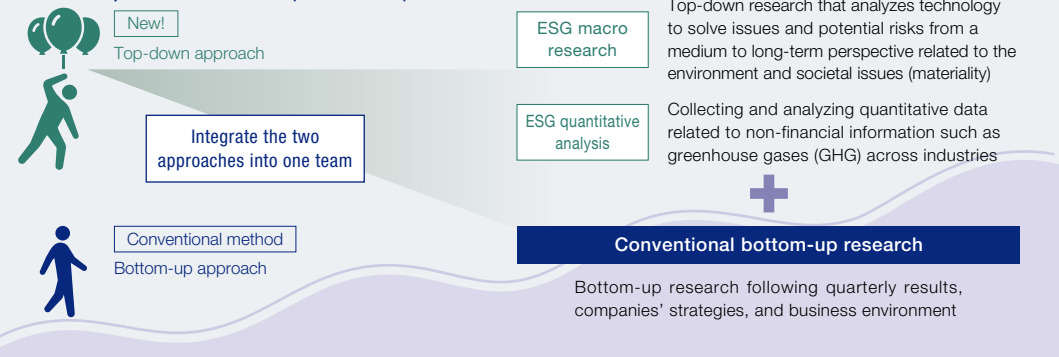 New!
Top-down approach
Integrate the two
approaches into one team
Conventional method
Bottom-up approach
ESG macro
research
Top-down research that analyzes technology
to solve issues and potential risks from a
medium to long-term perspective related to the
environment and societal issues (materiality)
ESG quantitative
analysis
Collecting and analyzing quantitative data
related to non-financial information such as
greenhouse gases (GHG) across industries
Conventional bottom-up research
Bottom-up research following quarterly results,
companies’ strategies, and business environment